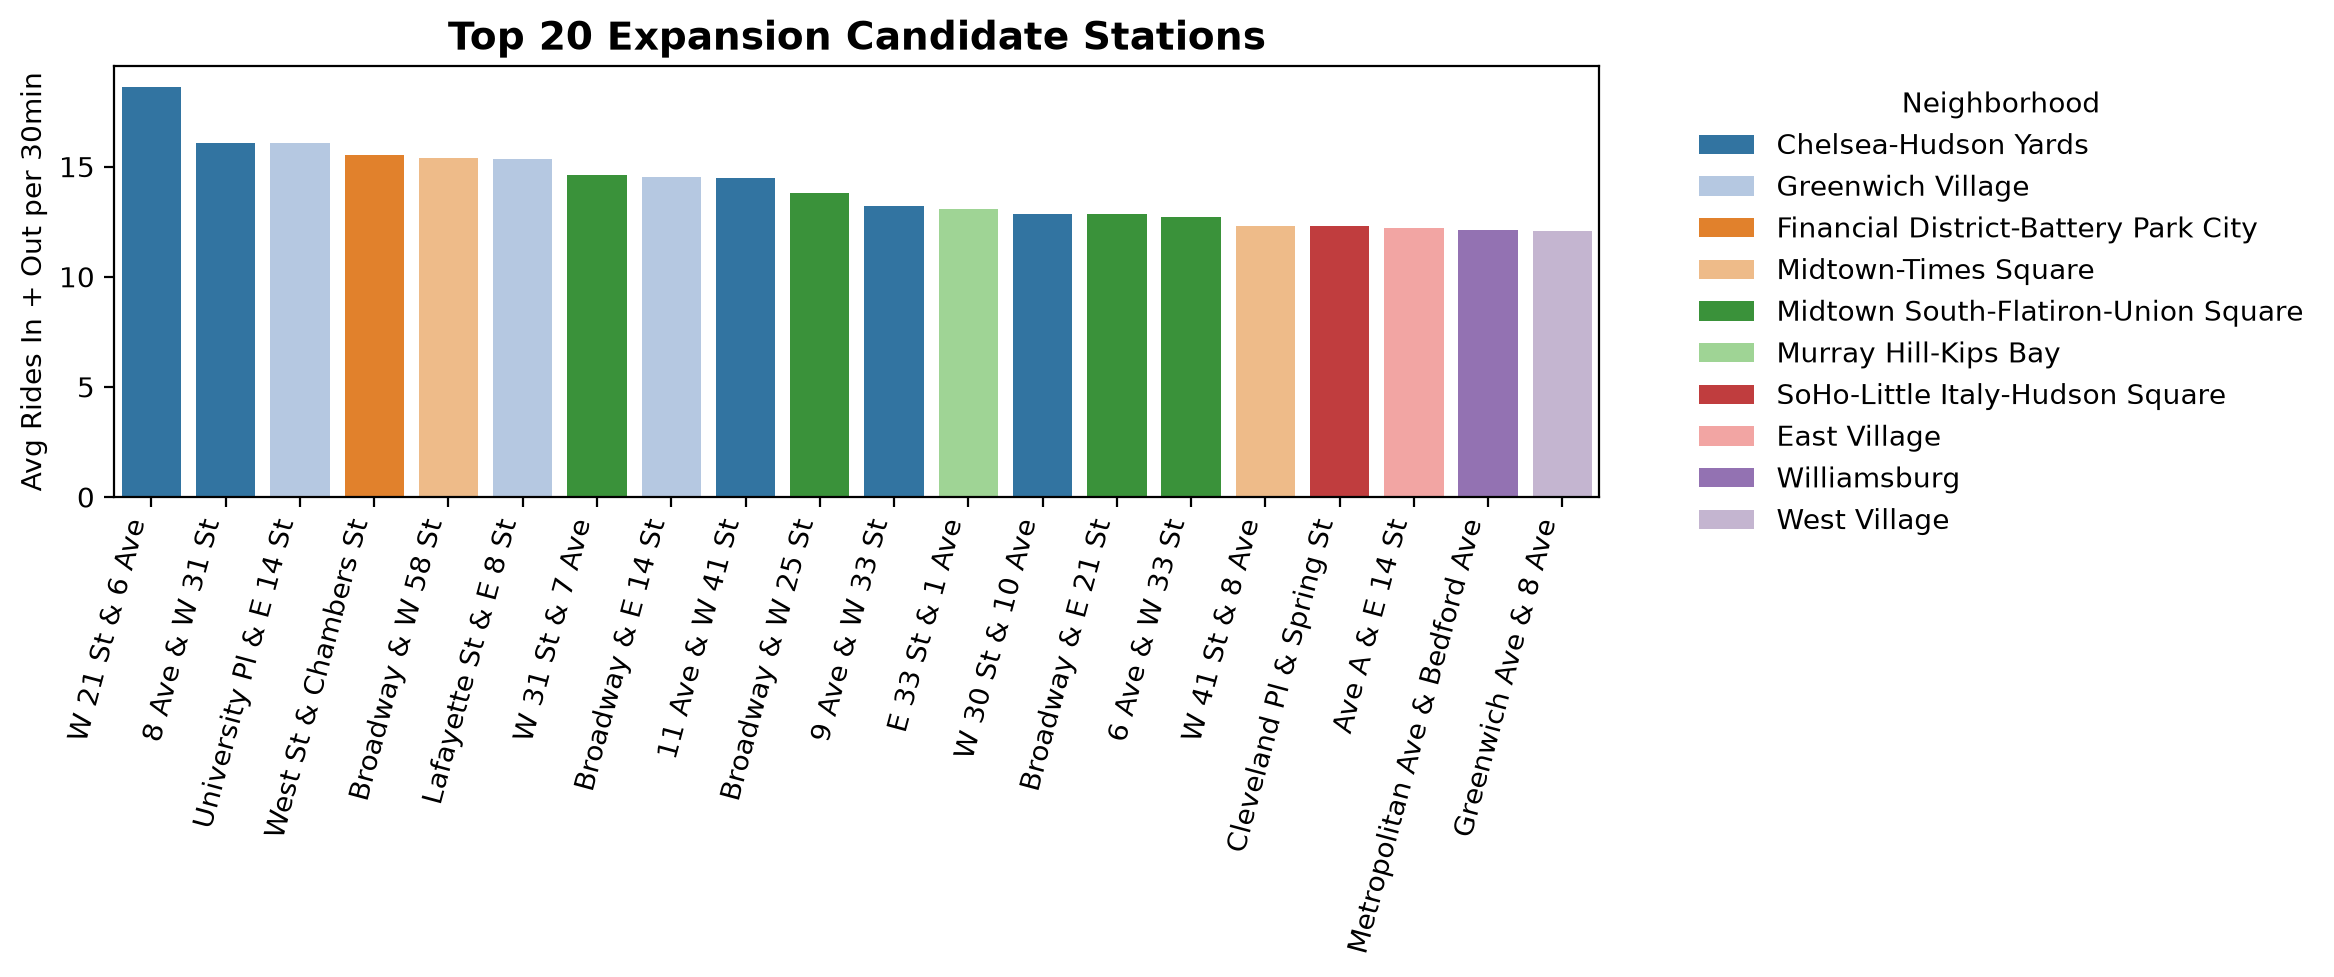 Top 20 Expansion Candidate Stations
Avg Rides In + Out per 30min
15
10
5
0
W 21 St & 6 Ave
8 Ave & W 31 St
University Pl & E 14 St
West St & Chambers St
Broadway & W 58 St
Lafayette St & E 8 St
W 31 St & 7 Ave
Broadway & E 14 St
11 Ave & W 41 St
Broadway & W 25 St
9 Ave & W 33 St
E 33 St & 1 Ave
W 30 St & 10 Ave
Broadway & E 21 St
6 Ave & W 33 St
W 41 St & 8 Ave
Cleveland Pl & Spring St
Ave A & E 14 St
Metropolitan Ave & Bedford Ave
Greenwich Ave & 8 Ave
Neighborhood
Chelsea-Hudson Yards
Greenwich Village
Financial District-Battery Park City
Midtown-Times Square
Midtown South-Flatiron-Union Square
Murray Hill-Kips Bay
SoHo-Little Italy-Hudson Square
East Village
Williamsburg
West Village